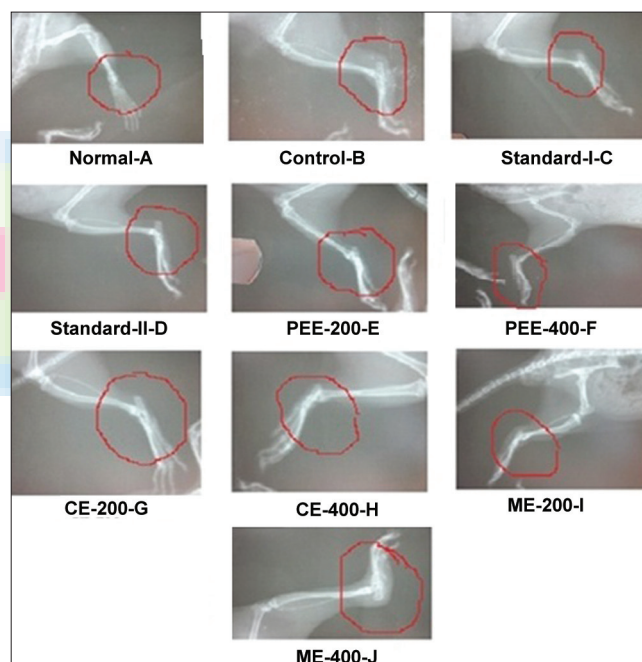 Normal-A
Control-B
Standard-I-C
Standard-II-D
PEE-200-E
PEE-400-F
CE-200-G
CE-400-H
ME-200-I
ME-400-J